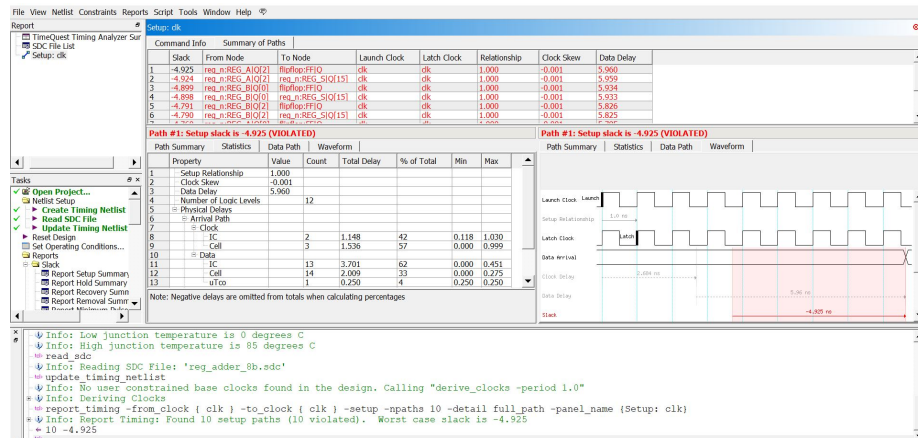 File View Netlist Constraints Reports Script Tools Window Help
Report
TimeQuest Timing Analyzer Sur
SDC File List
Setup: clk
Setup: clk
Command Info Summary of Paths
Slack From Node To Node Launch Clock Latch Clock Relationship Clock Skew Data Delay
1 -4.925 reg_n:REG_A|Q[2] flipflop:FF|Q clk clk 1.000 -0.001 5.960
2 -4.924 reg_n:REG_A|Q[2] reg_n:REG_S|Q[15] clk clk 1.000 -0.001 5.959
3 -4.899 reg_n:REG_B|Q[0] flipflop:FF|Q clk clk 1.000 -0.001 5.934
4 -4.898 reg_n:REG_B|Q[0] reg_n:REG_S|Q[15] clk clk 1.000 -0.001 5.933
5 -4.791 reg_n:REG_B|Q[2] flipflop:FF|Q clk clk 1.000 -0.001 5.826
6 -4.790 reg_n:REG_B|Q[2] reg_n:REG_S|Q[15] clk clk 1.000 -0.001 5.825
Path #1: Setup slack is -4.925 (VIOLATED)
Path Summary Statistics Data Path Waveform
Property Value Count Total Delay % of Total Min Max
1 Setup Relationship 1.000
2 Clock Skew -0.001
3 Data Delay 5.960
4 Number of Logic Levels 12
5 Physical Delays
6 Arrival Path
7 Clock
8 IC 2 1.148 42 0.118 1.030
9 Cell 3 1.536 57 0.000 0.999
10 Data
11 IC 13 3.701 62 0.000 0.451
12 Cell 14 2.009 33 0.000 0.275
13 uTco 1 0.250 4 0.250 0.250
Note: Negative delays are omitted from totals when calculating percentages
Path #1: Setup slack is -4.925 (VIOLATED)
Path Summary Statistics Data Path Waveform
Launch Clock Launch
Setup Relationship 1.0 ns
Latch Clock Latch
Data Arrival
Clock Delay
Data Delay 5.96 ns
Slack -4.925 ns
Tasks
Open Project...
Netlist Setup
Create Timing Netlist
Read SDC File
Update Timing Netlist
Reset Design
Set Operating Conditions...
Reports
Slack
Report Setup Summary
Report Hold Summary
Report Recovery Summ
Report Removal Summ
Info: Low junction temperature is 0 degrees C
Info: High junction temperature is 85 degrees C
read_sdc
Info: Reading SDC File: 'reg_adder_8b.sdc'
update_timing_netlist
Info: No user constrained base clocks found in the design. Calling "derive_clocks -period 1.0"
Info: Deriving Clocks
report_timing -from_clock { clk } -to_clock { clk } -setup -npaths 10 -detail full_path -panel_name {Setup: clk}
Info: Report Timing: Found 10 setup paths (10 violated). Worst case slack is -4.925
10 -4.925